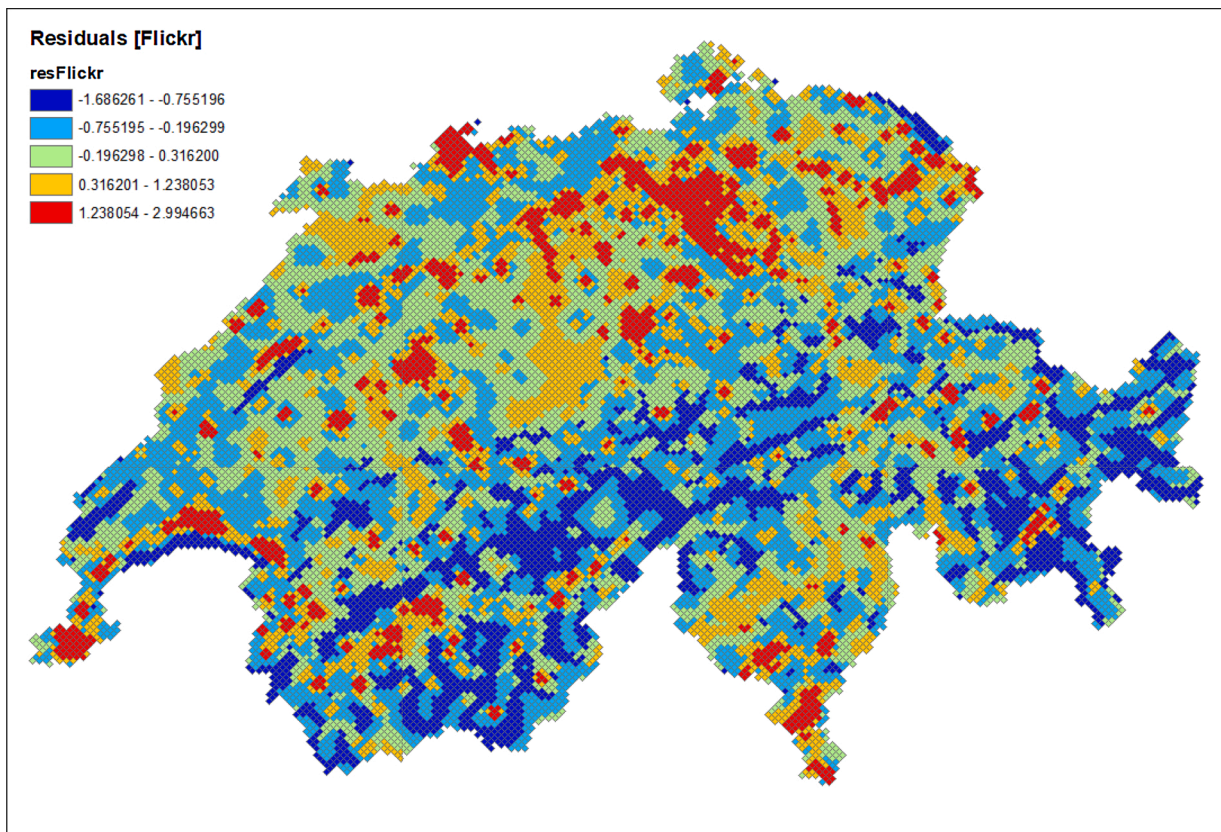 Residuals [Flickr]
resFlickr
-1.686261 - -0.755196
-0.755195 - -0.196299
-0.196298 - 0.316200
0.316201 - 1.238053
1.238054 - 2.994663